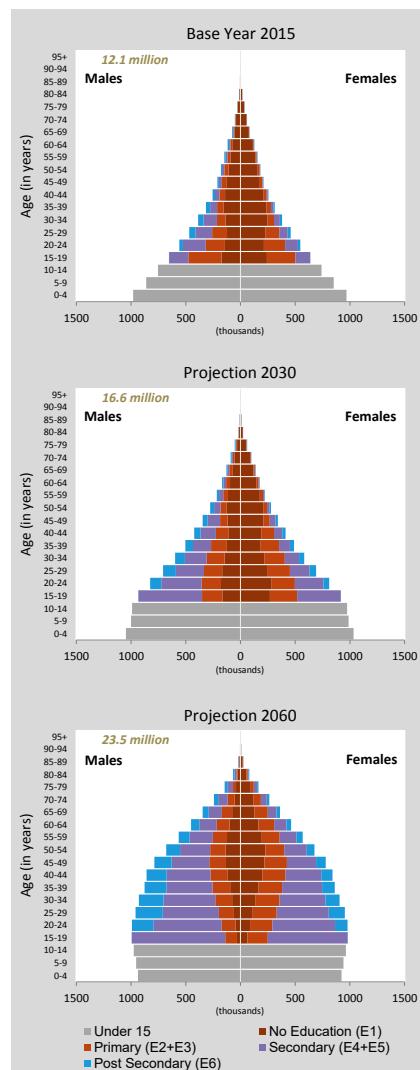 Base Year 2015
12.1 million
Males
Females
Age (in years)
95+
90-94
85-89
80-84
75-79
70-74
65-69
60-64
55-59
50-54
45-49
40-44
35-39
30-34
25-29
20-24
15-19
10-14
5-9
0-4
1500 1000 500 0 500 1000 1500
(thousands)
Projection 2030
16.6 million
Males
Females
Age (in years)
95+
90-94
85-89
80-84
75-79
70-74
65-69
60-64
55-59
50-54
45-49
40-44
35-39
30-34
25-29
20-24
15-19
10-14
5-9
0-4
1500 1000 500 0 500 1000 1500
(thousands)
Projection 2060
23.5 million
Males
Females
Age (in years)
95+
90-94
85-89
80-84
75-79
70-74
65-69
60-64
55-59
50-54
45-49
40-44
35-39
30-34
25-29
20-24
15-19
10-14
5-9
0-4
1500 1000 500 0 500 1000 1500
(thousands)
Under 15 No Education (E1)
Primary (E2+E3) Secondary (E4+E5)
Post Secondary (E6)